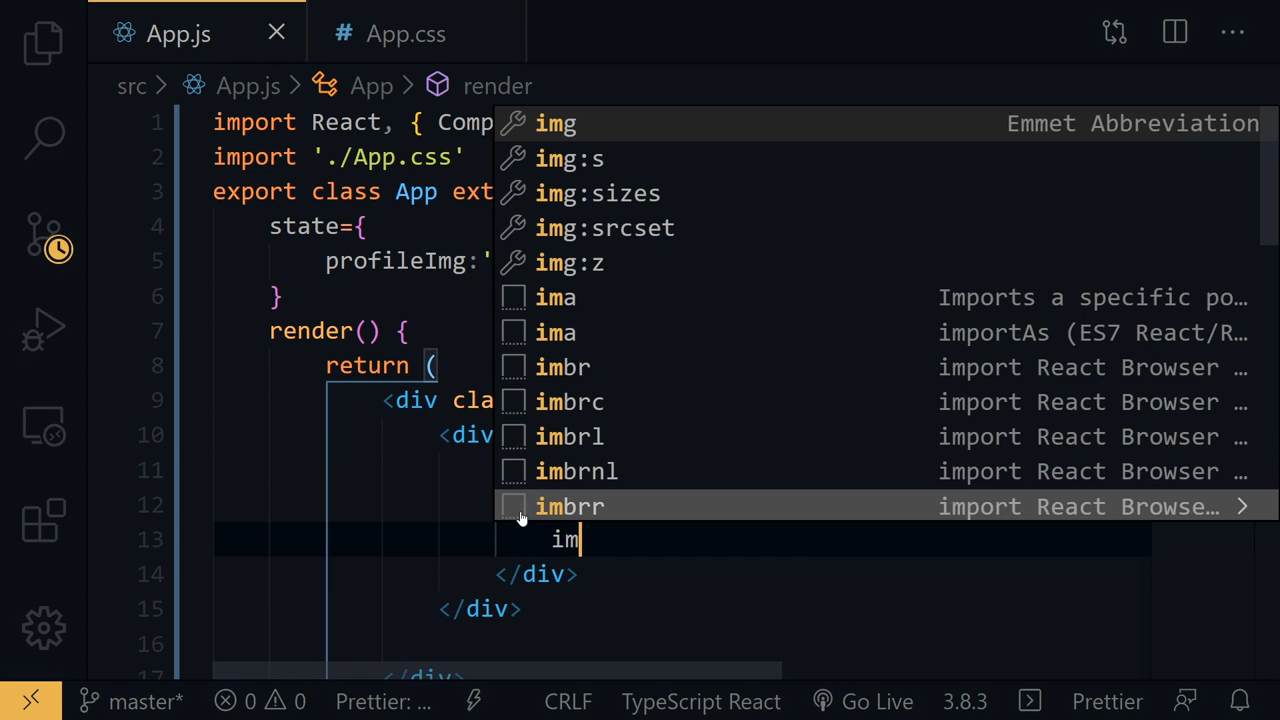 App.js
# App.css
src > App.js > App > render
1 import React, { Comp
2 import './App.css'
3 export class App ext
4 state={
5 profileImg:'
6 }
7 render() {
8 return (
9 <div cla
10 <div
11
12
13 im
14 </div>
15 </div>
16
17 </div>
img Emmet Abbreviation
img:s
img:sizes
img:srcset
img:z
ima Imports a specific po...
ima importAs (ES7 React/R...
imbr import React Browser ...
imbrc import React Browser ...
imbrl import React Browser ...
imbrnl import React Browser ...
imbrr import React Browse... >
master* 0 0 Prettier: ... CRLF TypeScript React Go Live 3.8.3 Prettier